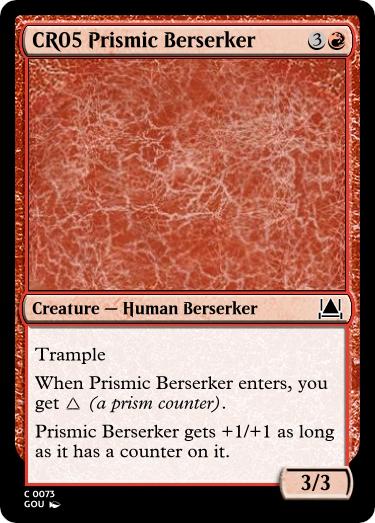 CR05 Prismic Berserker 3
Creature — Human Berserker
Trample
When Prismic Berserker enters, you
get △ (a prism counter).
Prismic Berserker gets +1/+1 as long
as it has a counter on it.
3/3
C 0073
GOU